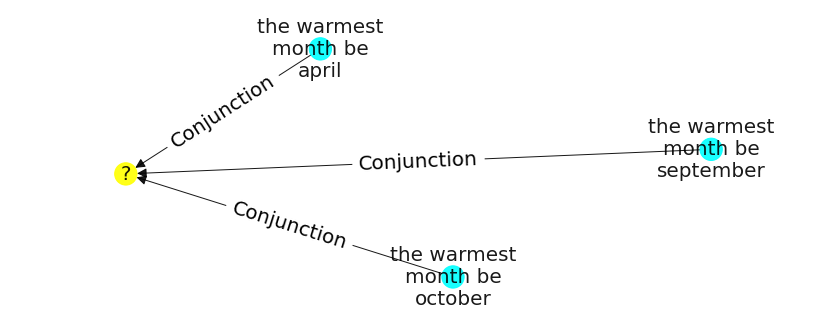 the warmest
month be
april
Conjunction
the warmest
month be
september
Conjunction
?
Conjunction
the warmest
month be
october